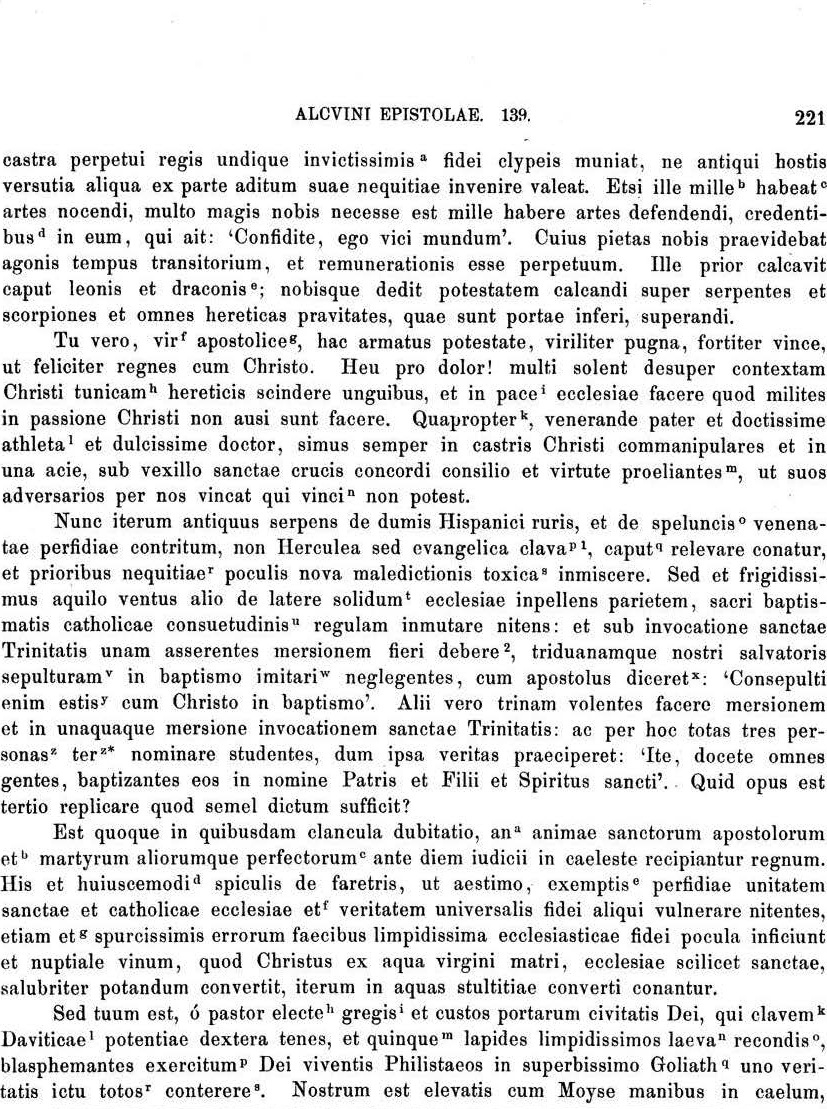 ALCVINI EPISTOLAE. 139. 221
castra perpetui regis undique invictissimis ᵃ fidei clypeis muniat, ne antiqui hostis
versutia aliqua ex parte aditum suae nequitiae invenire valeat. Etsi ille mille ᵇ habeat ᶜ
artes nocendi, multo magis nobis necesse est mille habere artes defendendi, credenti-
bus ᵈ in eum, qui ait: ‘Confidite, ego vici mundum’. Cuius pietas nobis praevidebat
agonis tempus transitorium, et remunerationis esse perpetuum. Ille prior calcavit
caput leonis et draconis ᵉ; nobisque dedit potestatem calcandi super serpentes et
scorpiones et omnes hereticas pravitates, quae sunt portae inferi, superandi.
Tu vero, vir ᶠ apostolice ᵍ, hac armatus potestate, viriliter pugna, fortiter vince,
ut feliciter regnes cum Christo. Heu pro dolor! multi solent desuper contextam
Christi tunicam ʰ hereticis scindere unguibus, et in pace ⁱ ecclesiae facere quod milites
in passione Christi non ausi sunt facere. Quapropter ᵏ, venerande pater et doctissime
athleta ˡ et dulcissime doctor, simus semper in castris Christi commanipulares et in
una acie, sub vexillo sanctae crucis concordi consilio et virtute proeliantes ᵐ, ut suos
adversarios per nos vincat qui vinci ⁿ non potest.
Nunc iterum antiquus serpens de dumis Hispanici ruris, et de speluncis ᵒ venena-
tae perfidiae contritum, non Herculea sed evangelica clava ᵖ ¹, caput q relevare conatur,
et prioribus nequitiae ʳ poculis nova maledictionis toxica ˢ inmiscere. Sed et frigidissi-
mus aquilo ventus alio de latere solidum ᵗ ecclesiae inpellens parietem, sacri baptis-
matis catholicae consuetudinis ᵘ regulam inmutare nitens: et sub invocatione sanctae
Trinitatis unam asserentes mersionem fieri debere ², triduanamque nostri salvatoris
sepulturam ᵛ in baptismo imitari ʷ neglegentes, cum apostolus diceret ˣ: ‘Consepulti
enim estis ʸ cum Christo in baptismo’. Alii vero trinam volentes facere mersionem
et in unaquaque mersione invocationem sanctae Trinitatis: ac per hoc totas tres per-
sonas ᶻ ter ᶻ* nominare studentes, dum ipsa veritas praeciperet: ‘Ite, docete omnes
gentes, baptizantes eos in nomine Patris et Filii et Spiritus sancti’. Quid opus est
tertio replicare quod semel dictum sufficit?
Est quoque in quibusdam clancula dubitatio, an ᵃ animae sanctorum apostolorum
et ᵇ martyrum aliorumque perfectorum ᶜ ante diem iudicii in caeleste recipiantur regnum.
His et huiuscemodi ᵈ spiculis de faretris, ut aestimo, exemptis ᵉ perfidiae unitatem
sanctae et catholicae ecclesiae et ᶠ veritatem universalis fidei aliqui vulnerare nitentes,
etiam et ᵍ spurcissimis errorum faecibus limpidissima ecclesiasticae fidei pocula inficiunt
et nuptiale vinum, quod Christus ex aqua virgini matri, ecclesiae scilicet sanctae,
salubriter potandum convertit, iterum in aquas stultitiae converti conantur.
Sed tuum est, ó pastor electe ʰ gregis ⁱ et custos portarum civitatis Dei, qui clavem ᵏ
Daviticae ˡ potentiae dextera tenes, et quinque ᵐ lapides limpidissimos laeva ⁿ recondis ᵒ,
blasphemantes exercitum ᵖ Dei viventis Philistaeos in superbissimo Goliath q uno veri-
tatis ictu totos ʳ conterere ˢ. Nostrum est elevatis cum Moyse manibus in caelum,